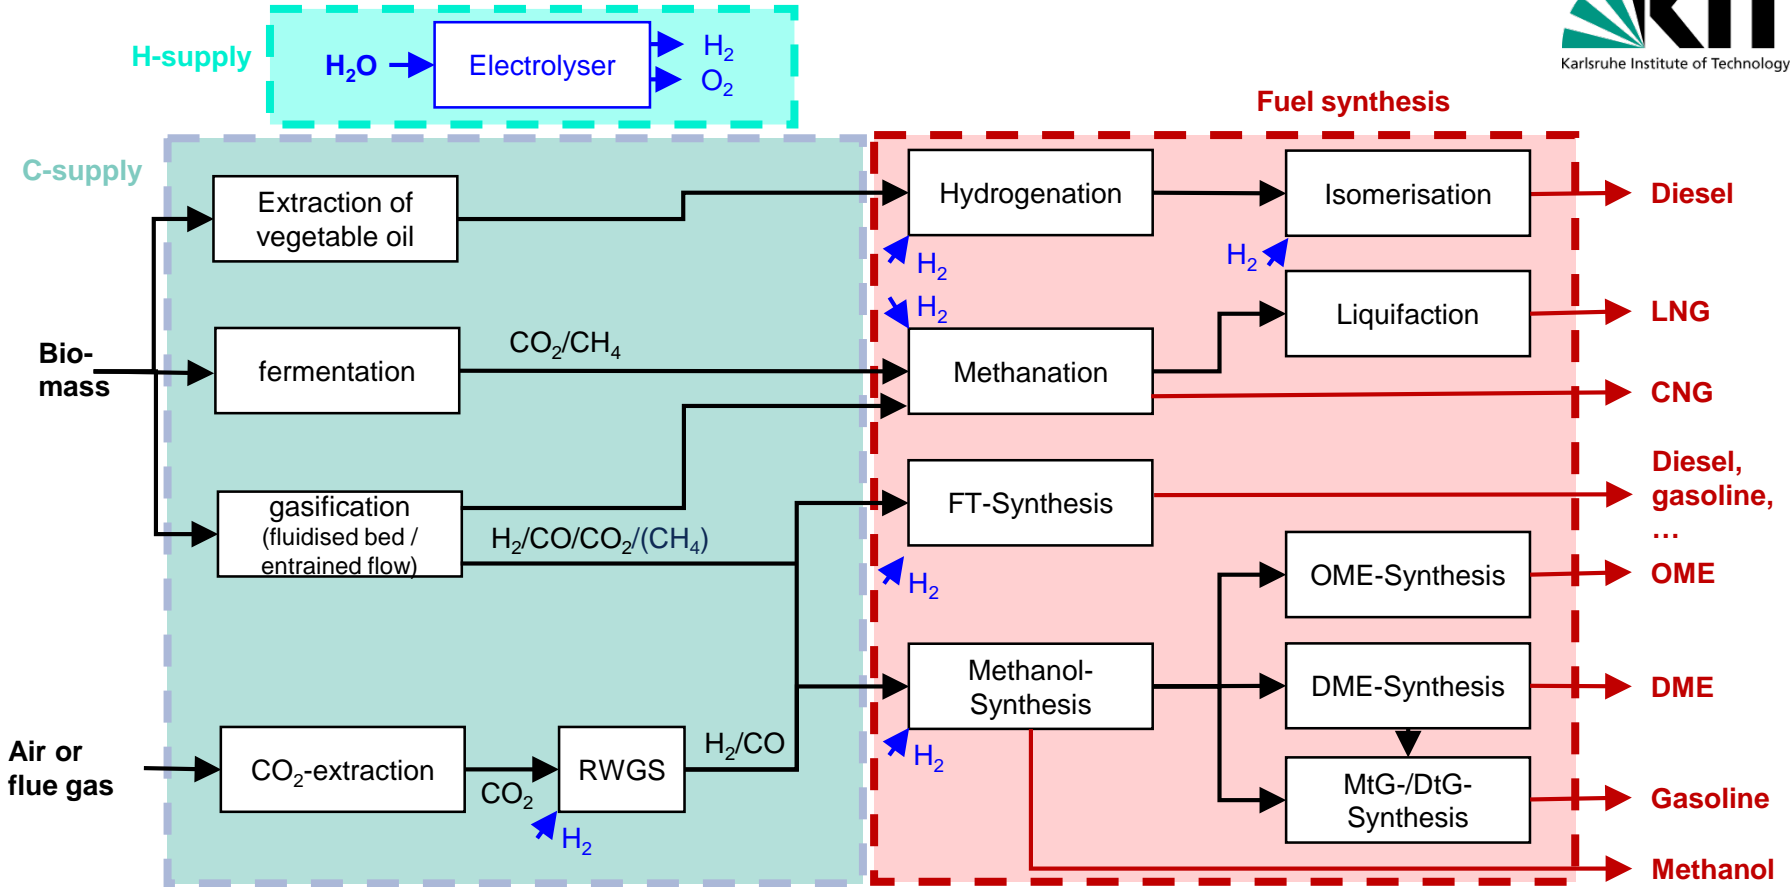 KIT
Karlsruhe Institute of Technology
H-supply
H₂O
Electrolyser
H₂
O₂
Fuel synthesis
C-supply
Extraction of
vegetable oil
Hydrogenation
Isomerisation
Diesel
H₂
H₂
H₂
Liquifaction
LNG
Bio-
mass
fermentation
CO₂/CH₄
Methanation
CNG
gasification
(fluidised bed /
entrained flow)
H₂/CO/CO₂/(CH₄)
FT-Synthesis
Diesel,
gasoline,
...
H₂
OME-Synthesis
OME
Methanol-
Synthesis
DME-Synthesis
DME
H₂
Air or
flue gas
CO₂-extraction
CO₂
RWGS
H₂/CO
H₂
MtG-/DtG-
Synthesis
Gasoline
Methanol